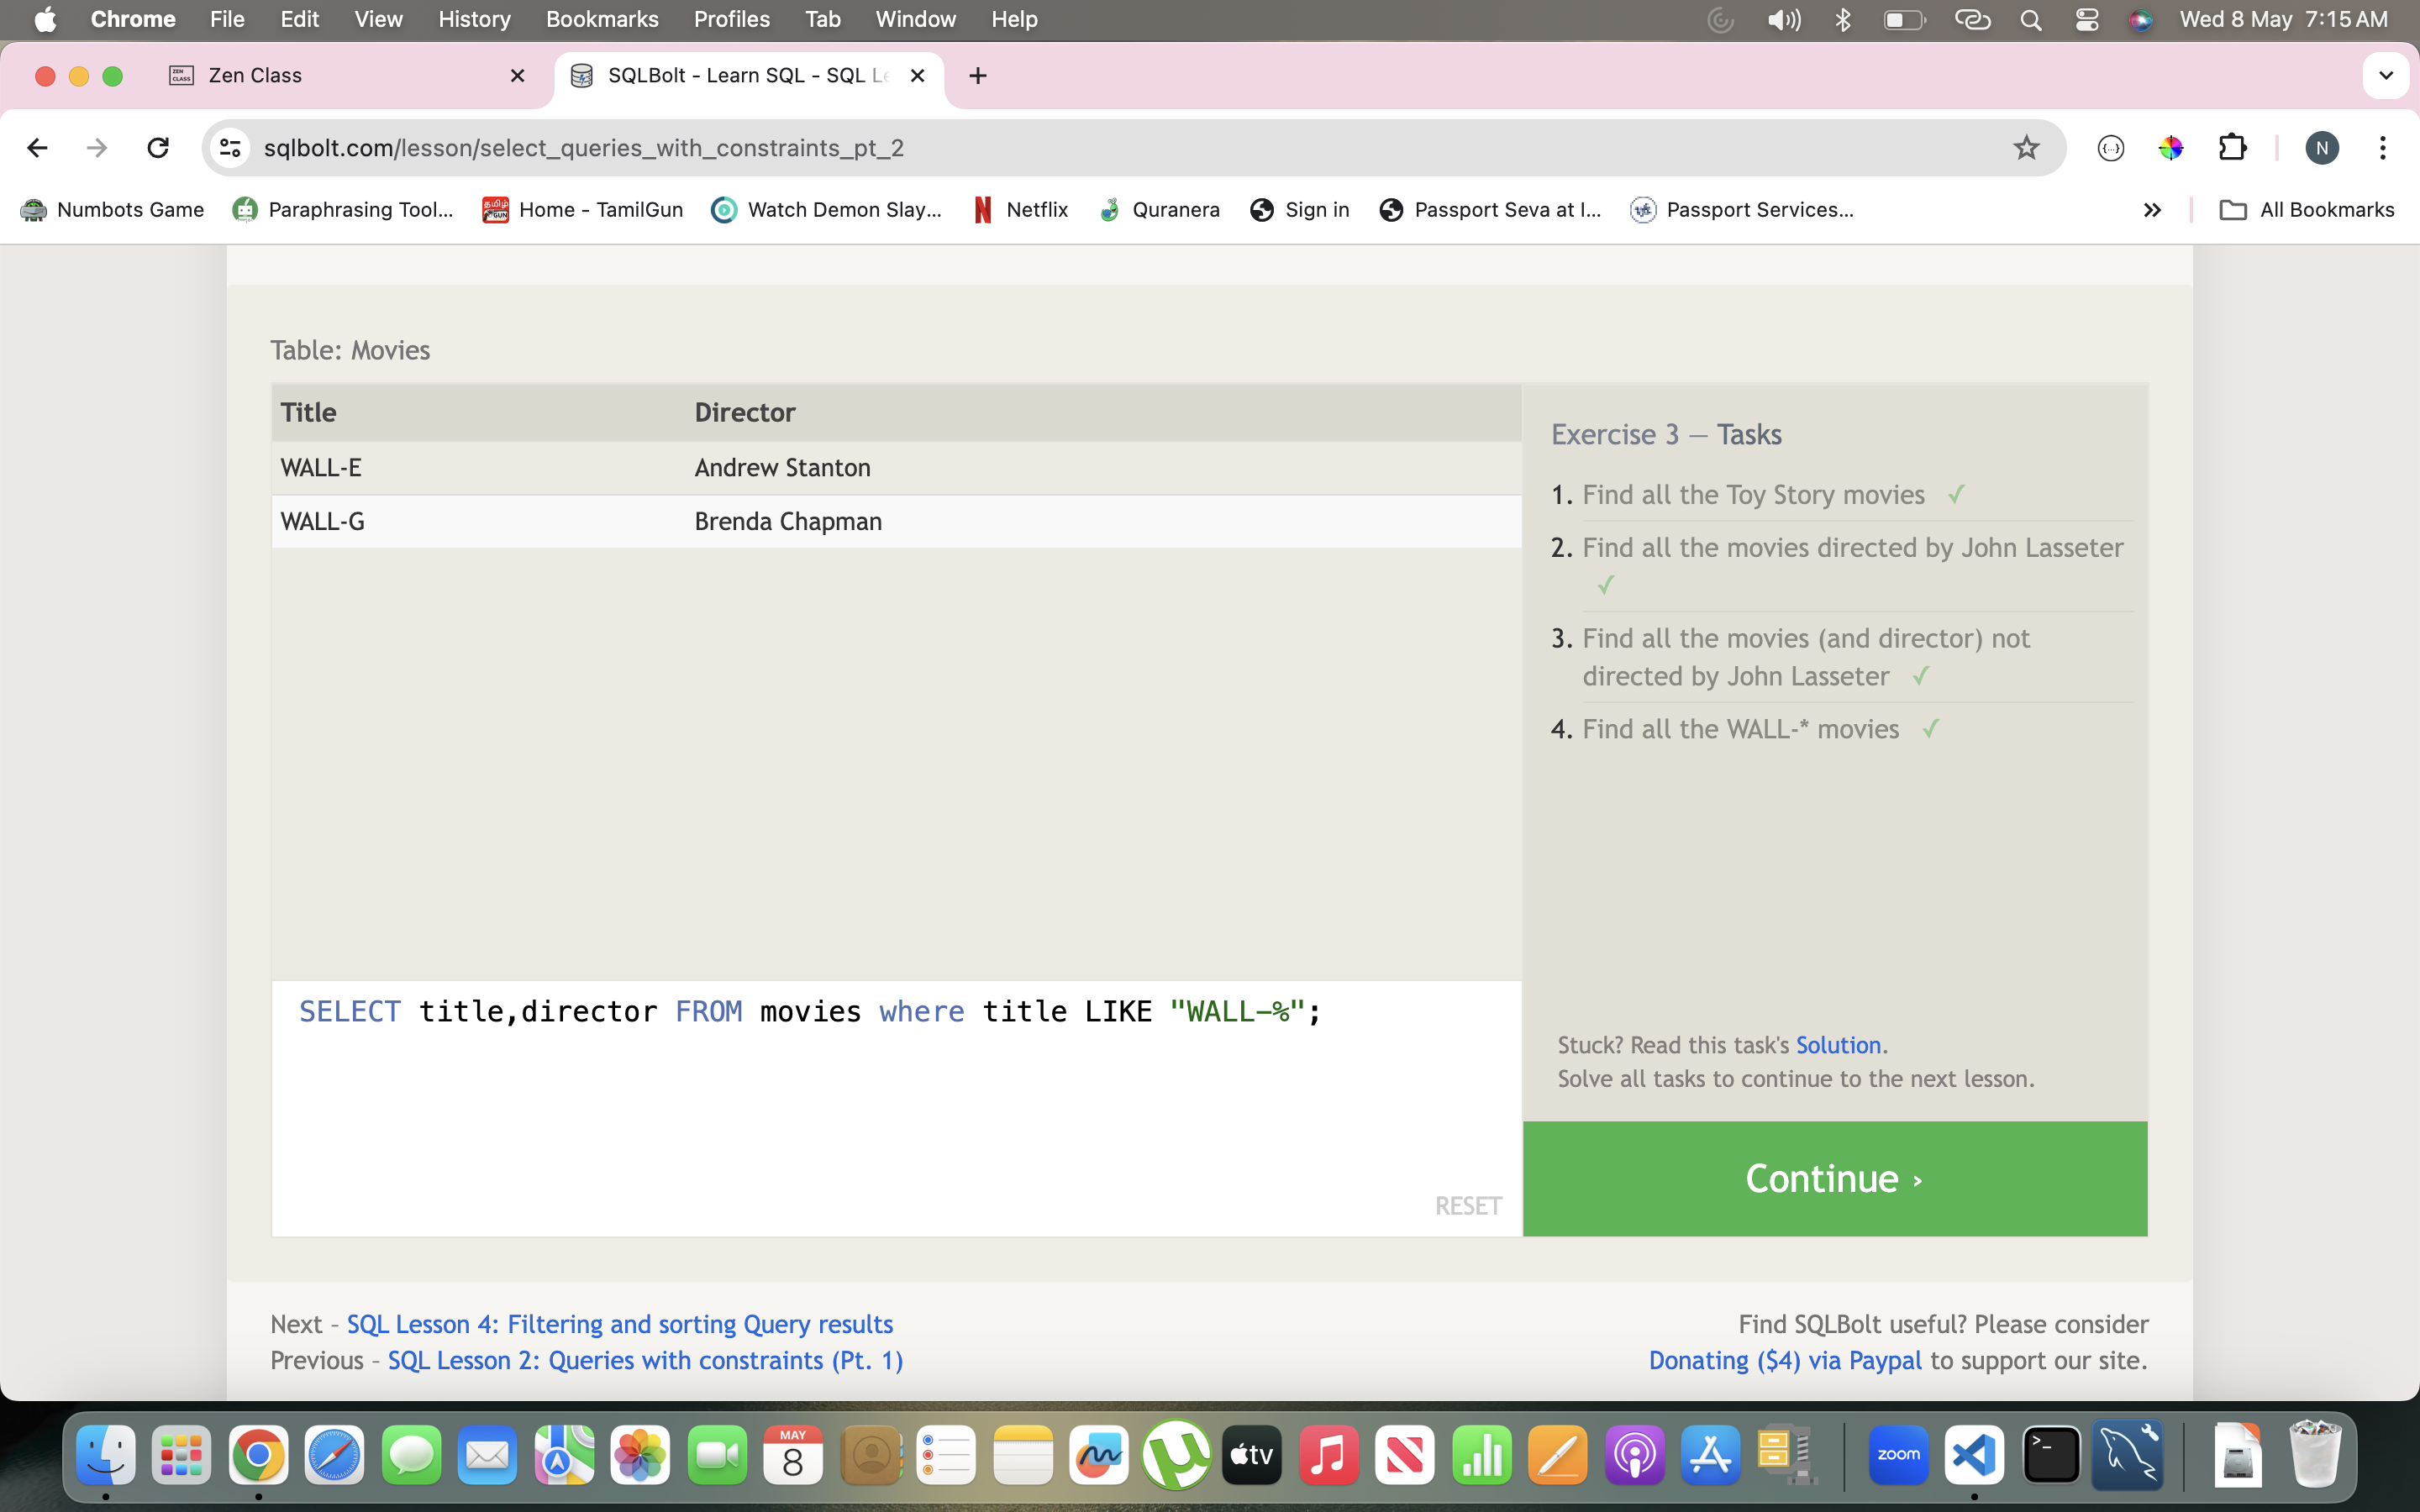 Chrome File Edit View History Bookmarks Profiles Tab Window Help Wed 8 May 7:15 AM
ZEN CLASS Zen Class SQLBolt - Learn SQL - SQL Le
sqlbolt.com/lesson/select_queries_with_constraints_pt_2 N
Numbots Game Paraphrasing Tool... Home - TamilGun Watch Demon Slay... Netflix Quranera Sign in Passport Seva at I... Passport Services... All Bookmarks
Table: Movies
Title Director
WALL-E Andrew Stanton
WALL-G Brenda Chapman
SELECT title,director FROM movies where title LIKE "WALL-%";
RESET
Exercise 3 — Tasks
1. Find all the Toy Story movies ✓
2. Find all the movies directed by John Lasseter
✓
3. Find all the movies (and director) not
directed by John Lasseter ✓
4. Find all the WALL-* movies ✓
Stuck? Read this task's Solution.
Solve all tasks to continue to the next lesson.
Continue ›
Next – SQL Lesson 4: Filtering and sorting Query results
Previous – SQL Lesson 2: Queries with constraints (Pt. 1)
Find SQLBolt useful? Please consider
Donating ($4) via Paypal to support our site.
MAY
8
tv
zoom
>_